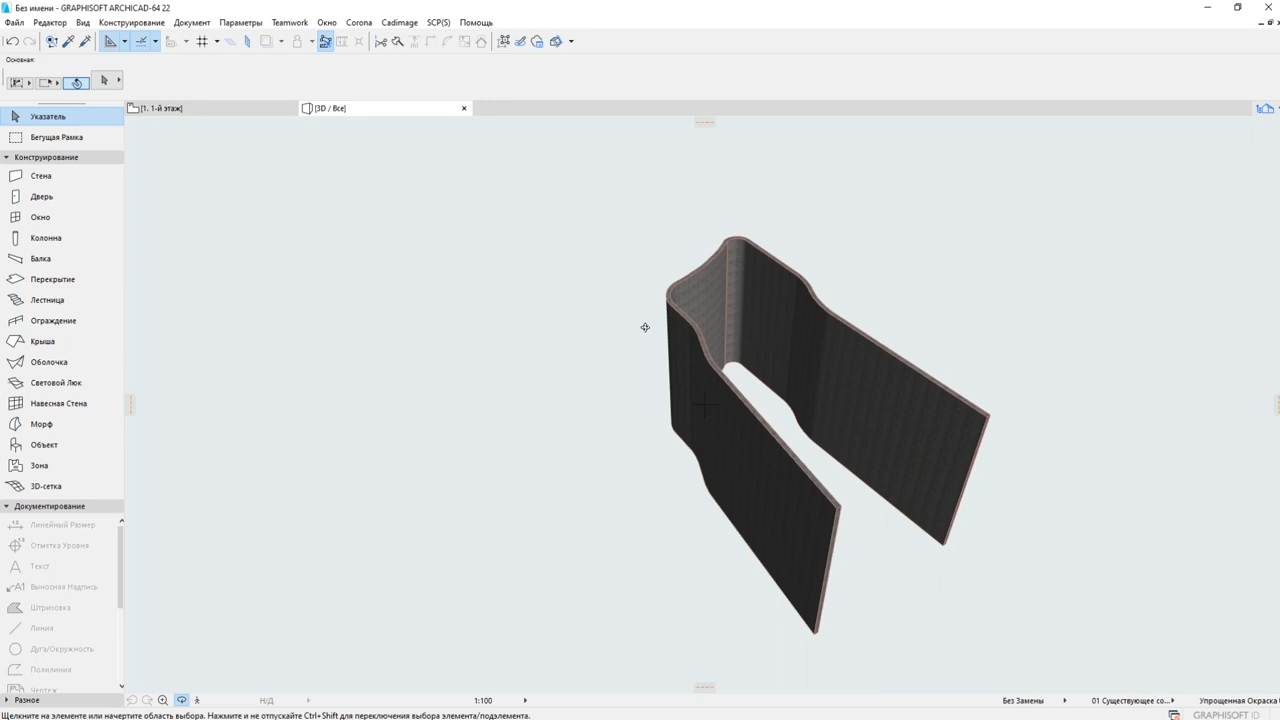 Без имени - GRAPHISOFT ARCHICAD-64 22
Файл Редактор Вид Конструирование Документ Параметры Teamwork Окно Corona Cadimage SCP(S) Помощь
Основная:
[1. 1-й этаж]
[3D / Все]
Указатель
Бегущая Рамка
Конструирование
Стена
Дверь
Окно
Колонна
Балка
Перекрытие
Лестница
Ограждение
Крыша
Оболочка
Световой Люк
Навесная Стена
Морф
Объект
Зона
3D-сетка
Документирование
Линейный Размер
Отметка Уровня
Текст
Выносная Надпись
Штриховка
Линия
Дуга/Окружность
Полилиния
Чертеж
Разное
Н/Д
1:100
Без Замены
01 Существующее со...
Упрощенная Окраска
Щелкните на элементе или начертите область выбора. Нажмите и не отпускайте Ctrl+Shift для переключения выбора элемента/подэлемента.
GRAPHISOFT ID